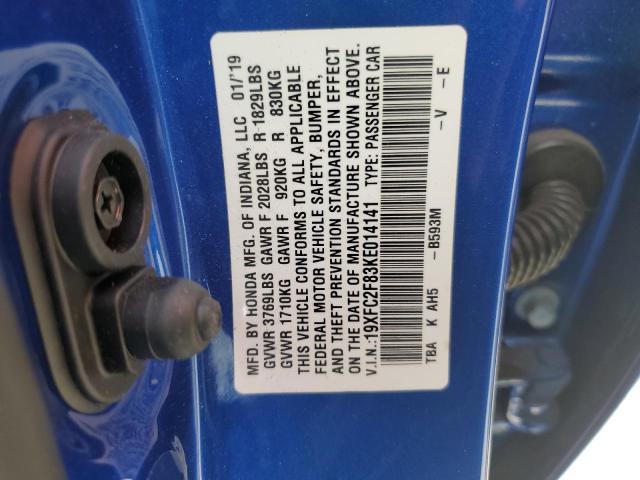 MFD. BY HONDA MFG. OF INDIANA, LLC 01/'19
GVWR 3769LBS GAWR F 2028LBS R 1829LBS
GVWR 1710KG GAWR F 920KG R 830KG
THIS VEHICLE CONFORMS TO ALL APPLICABLE
FEDERAL MOTOR VEHICLE SAFETY, BUMPER,
AND THEFT PREVENTION STANDARDS IN EFFECT
ON THE DATE OF MANUFACTURE SHOWN ABOVE.
V.I.N.: 19XFC2F83KE014141 TYPE: PASSENGER CAR
TBA K AH5 -B593M -V -E